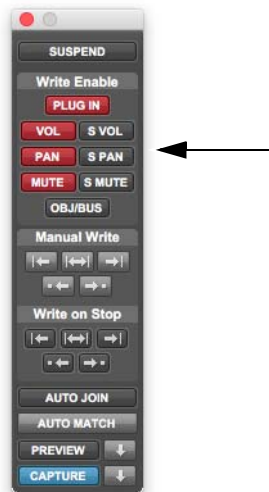 SUSPEND
Write Enable
PLUG IN
VOL S VOL
PAN S PAN
MUTE S MUTE
OBJ/BUS
Manual Write
Write on Stop
AUTO JOIN
AUTO MATCH
PREVIEW
CAPTURE